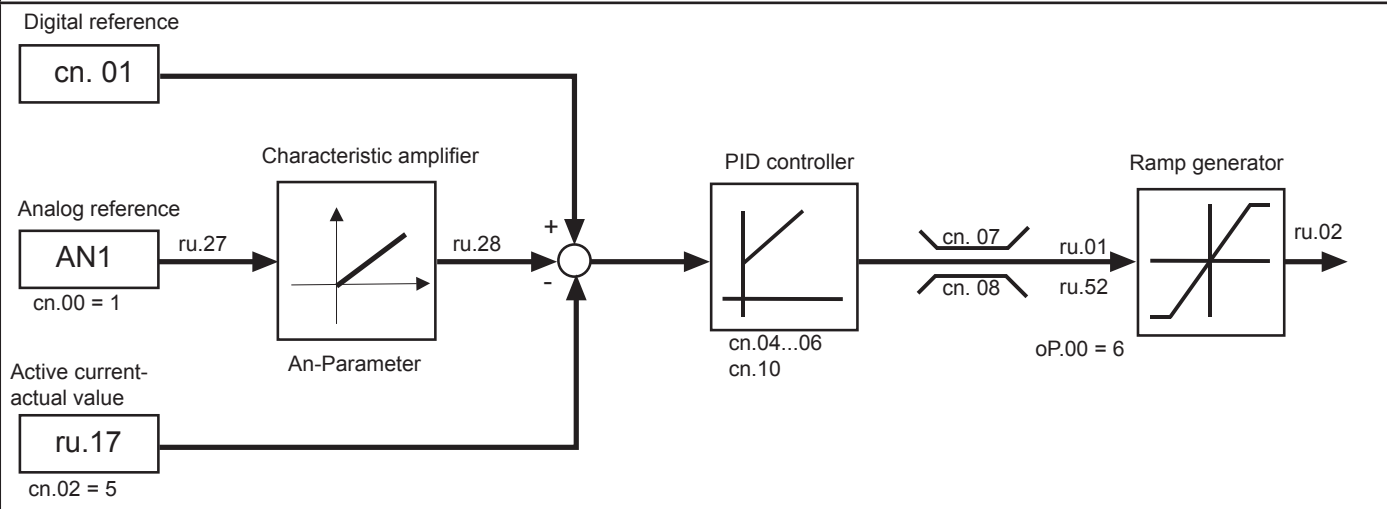 Digital reference
cn. 01
Characteristic amplifier
PID controller
Ramp generator
Analog reference
AN1
cn.00 = 1
ru.27
ru.28
+
-
cn. 07
cn. 08
ru.01
ru.52
ru.02
An-Parameter
cn.04...06
cn.10
oP.00 = 6
Active current-
actual value
ru.17
cn.02 = 5